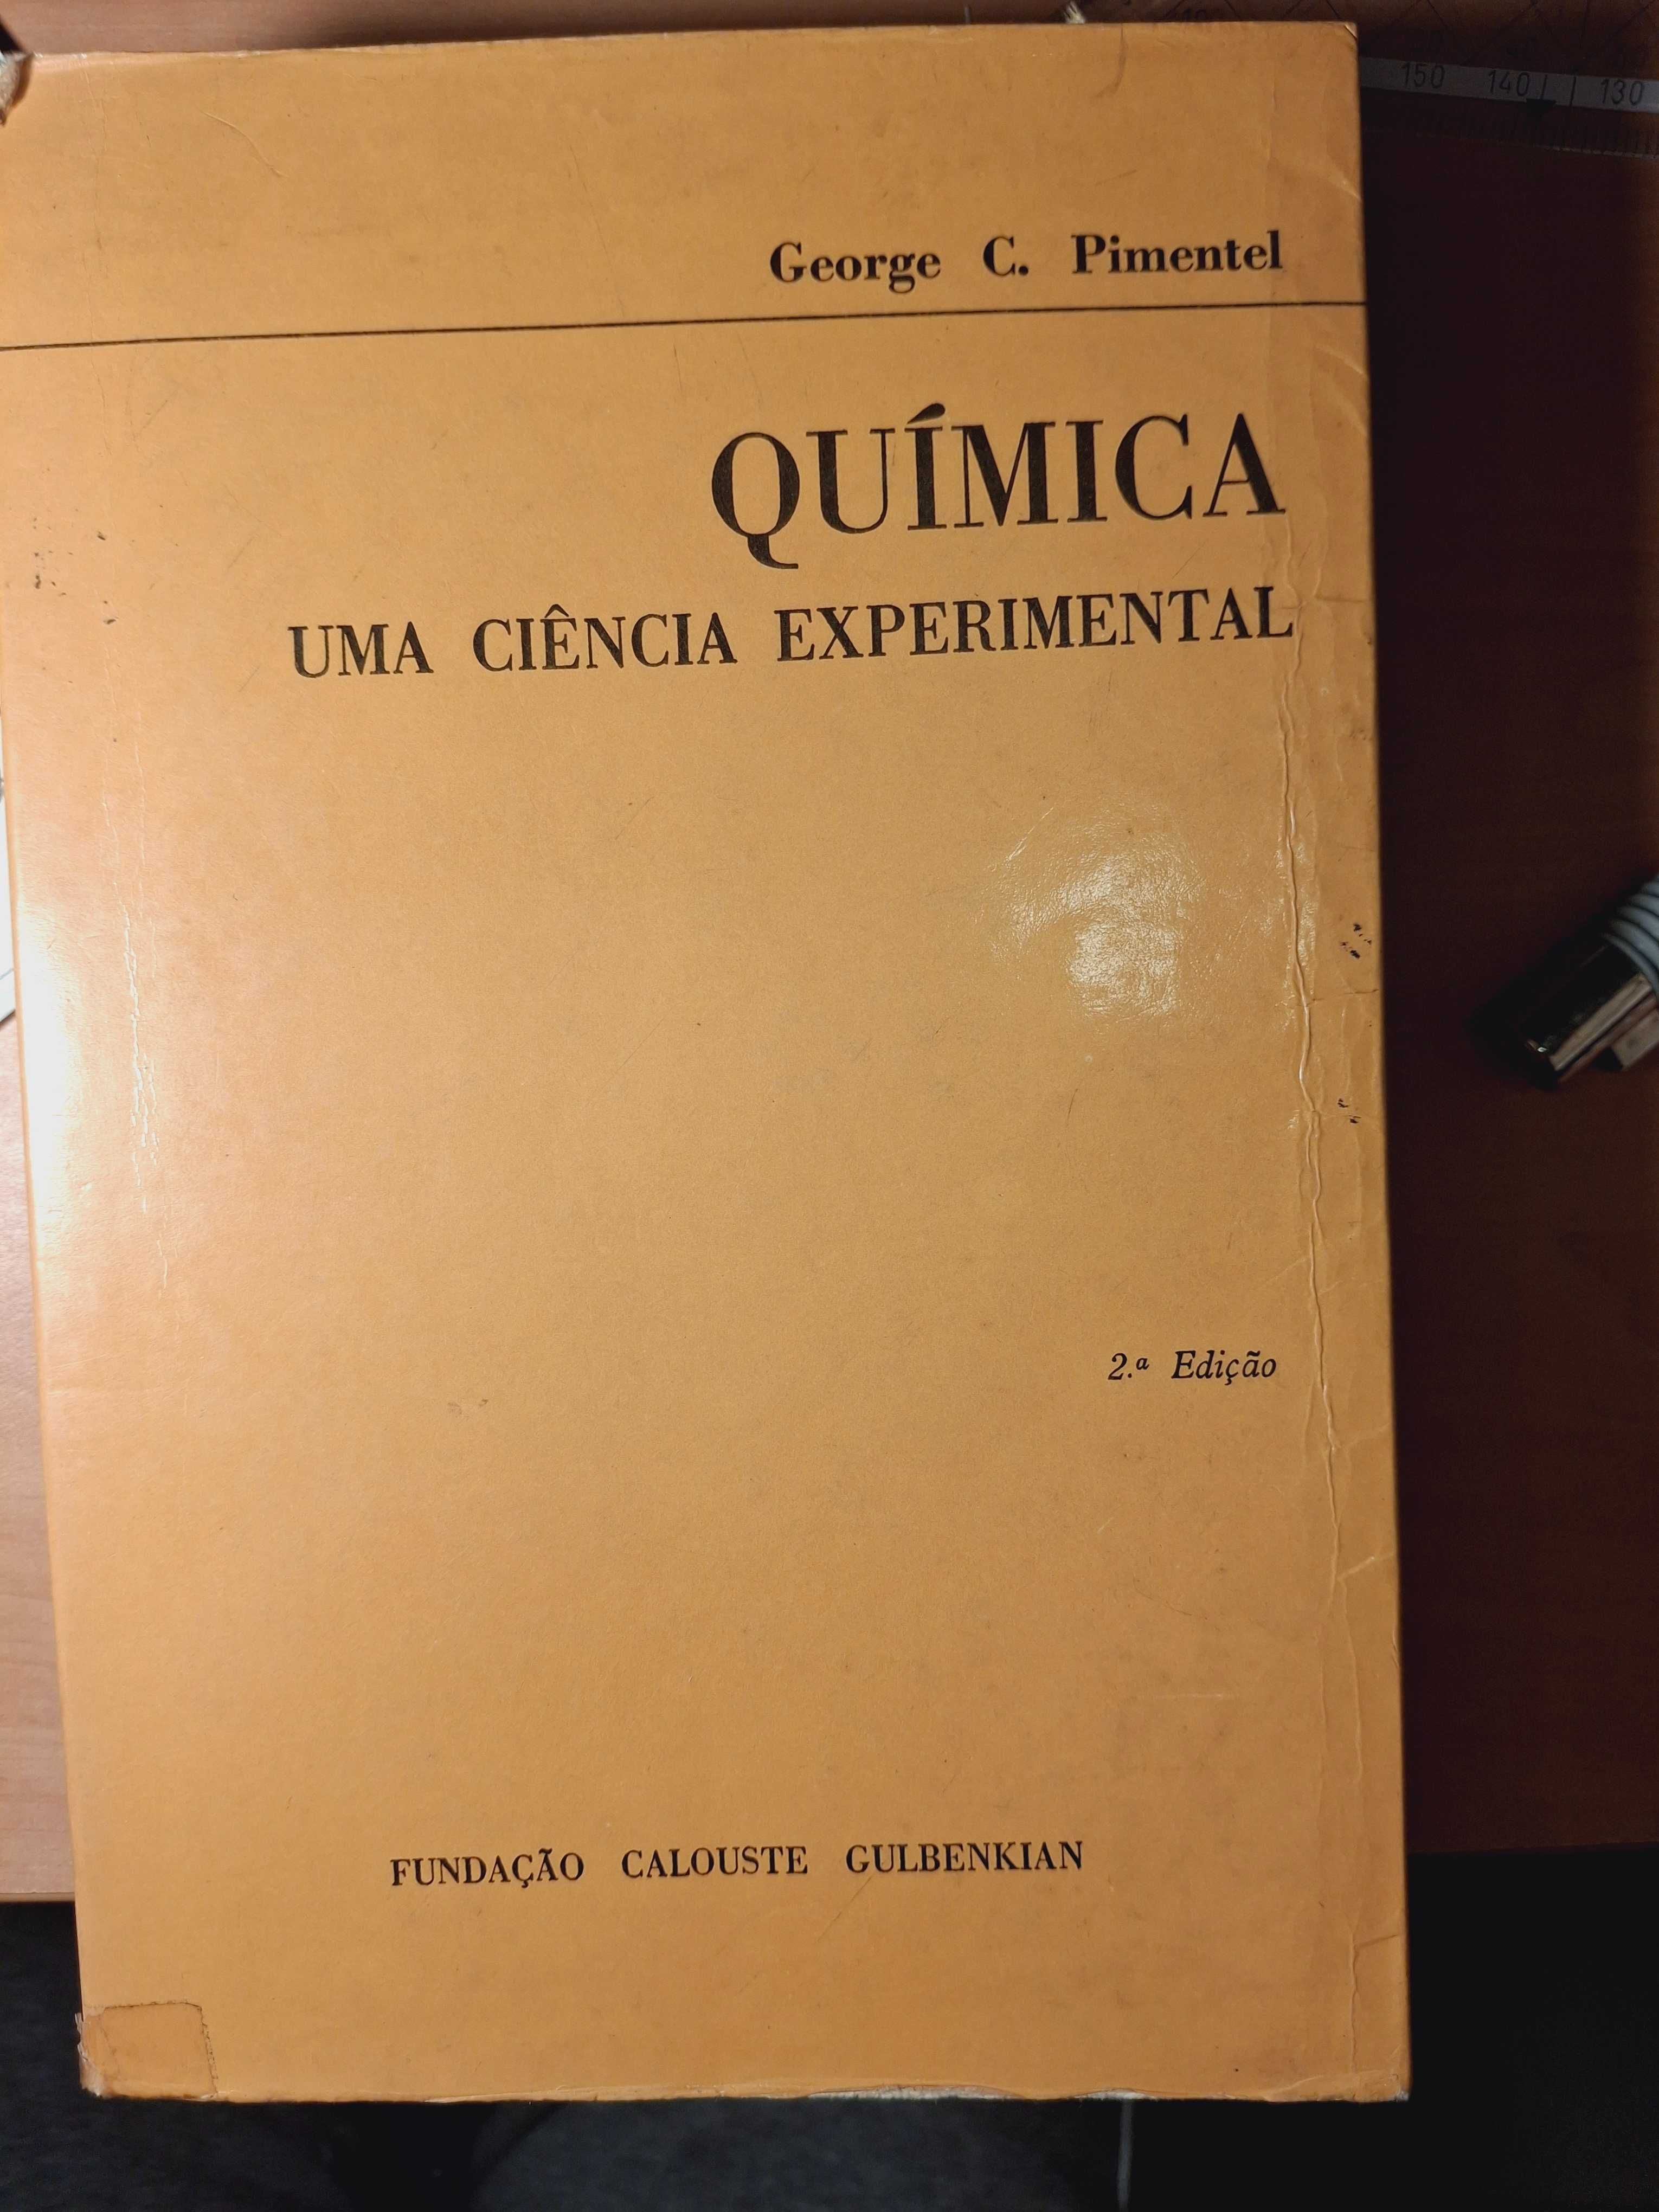 150 140 130
George C. Pimentel
QUÍMICA
UMA CIÊNCIA EXPERIMENTAL
2.ª Edição
FUNDAÇÃO CALOUSTE GULBENKIAN